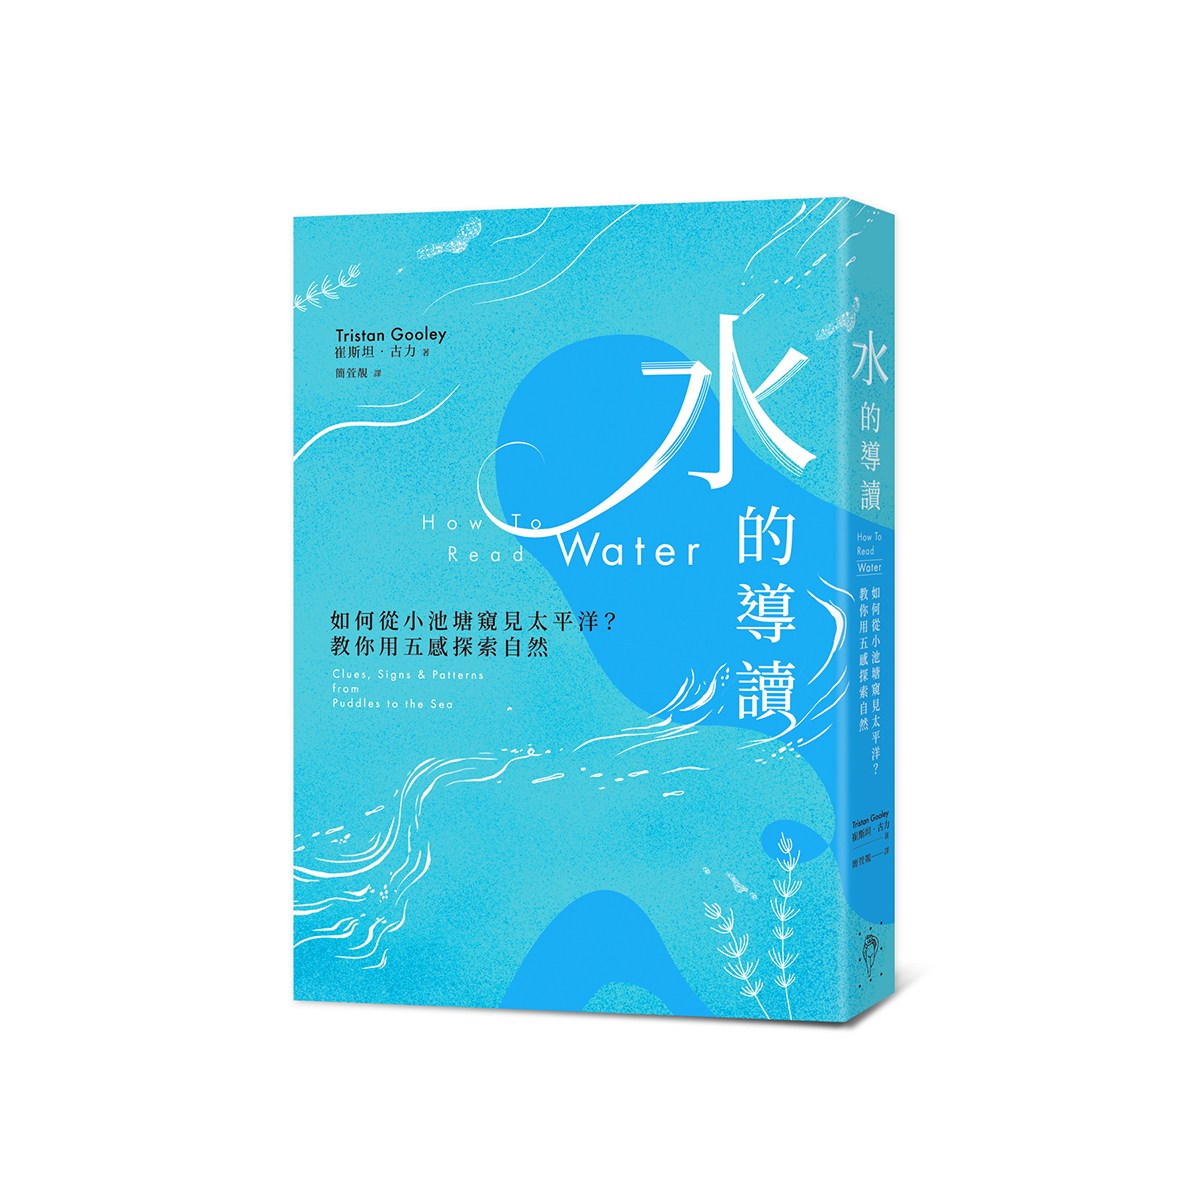 Tristan Gooley
崔斯坦·古力 著
簡萓靚 譯
水的導讀
How To
Read Water
如何從小池塘窺見太平洋？
教你用五感探索自然
Clues, Signs & Patterns
from
Puddles to the Sea
水的導讀
How To
Read
Water
如何從小池塘窺見太平洋？
教你用五感探索自然
Tristan Gooley
崔斯坦·古力 著
簡萓靚——譯